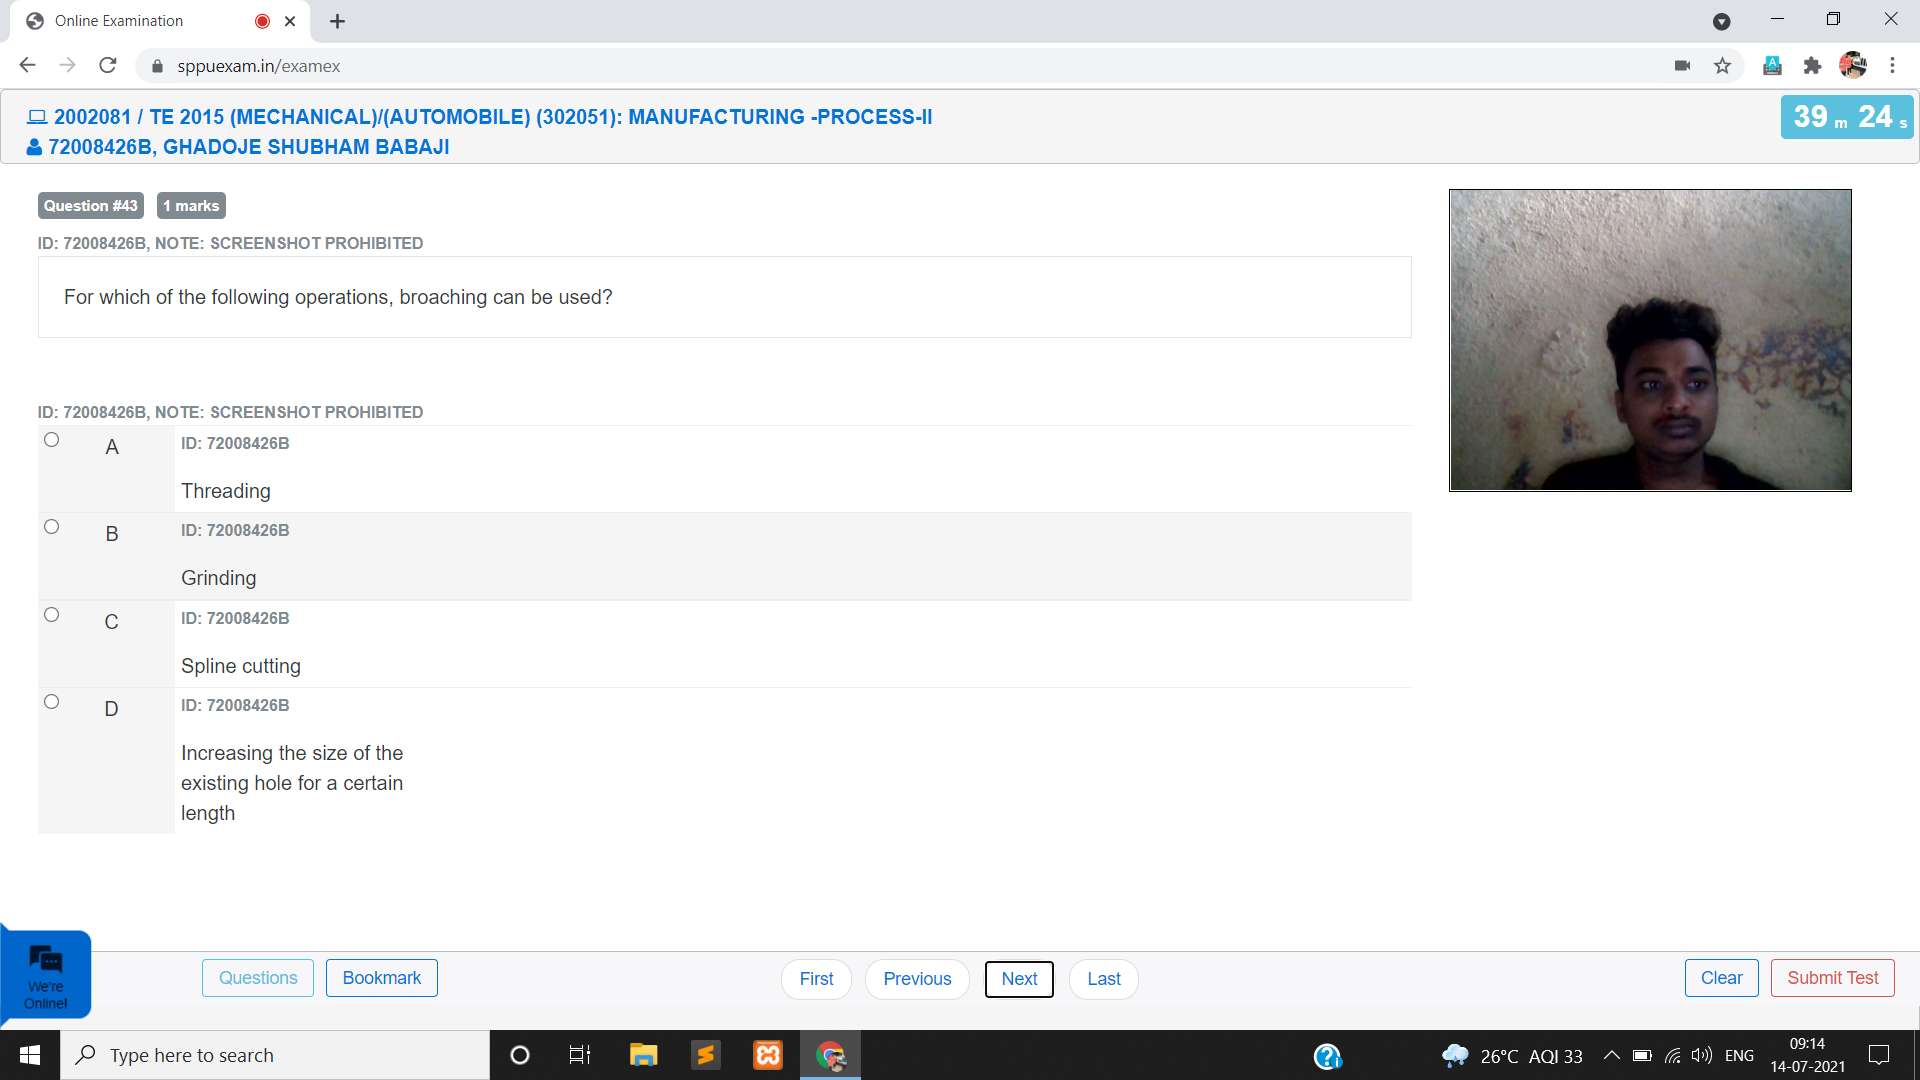 Online Examination
sppuexam.in/examex
2002081 / TE 2015 (MECHANICAL)/(AUTOMOBILE) (302051): MANUFACTURING -PROCESS-II
39 m 24 s
72008426B, GHADOJE SHUBHAM BABAJI
Question #43 1 marks
ID: 72008426B, NOTE: SCREENSHOT PROHIBITED
For which of the following operations, broaching can be used?
ID: 72008426B, NOTE: SCREENSHOT PROHIBITED
A ID: 72008426B
Threading
B ID: 72008426B
Grinding
C ID: 72008426B
Spline cutting
D ID: 72008426B
Increasing the size of the
existing hole for a certain
length
We're
Online!
Questions Bookmark First Previous Next Last Clear Submit Test
Type here to search
26°C AQI 33
ENG
09:14
14-07-2021